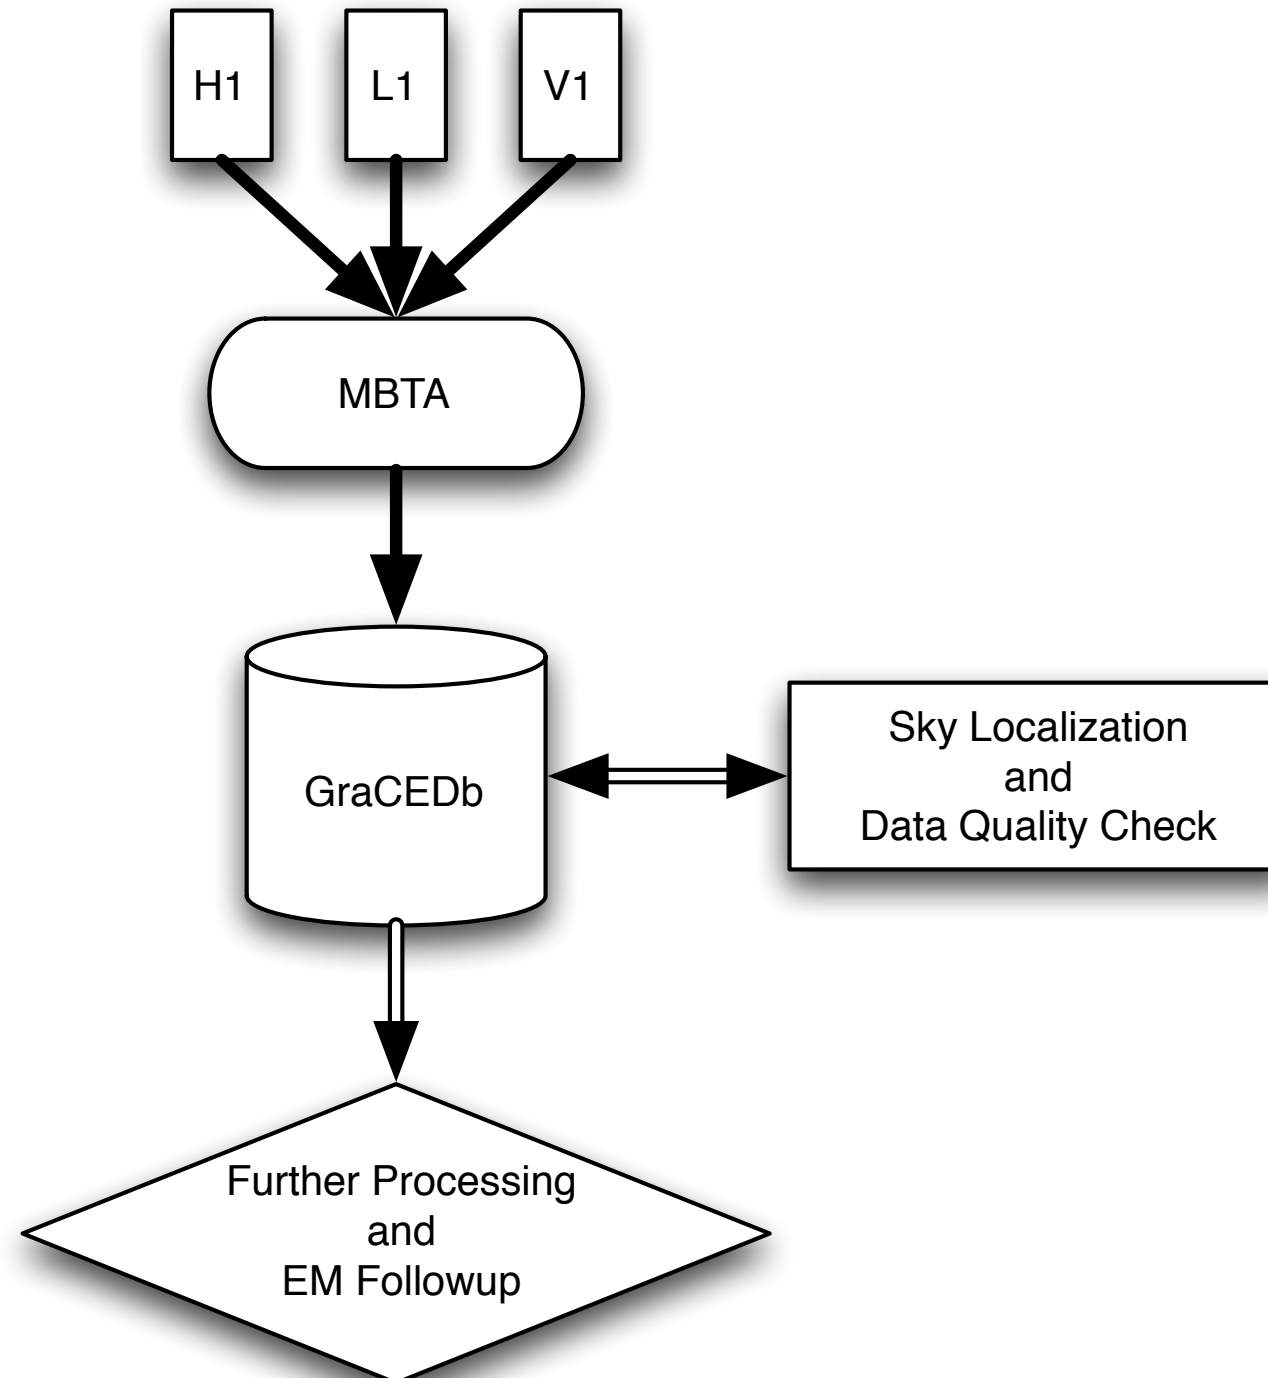 H1
L1
V1
MBTA
GraCEDb
Sky Localization
and
Data Quality Check
Further Processing
and
EM Followup